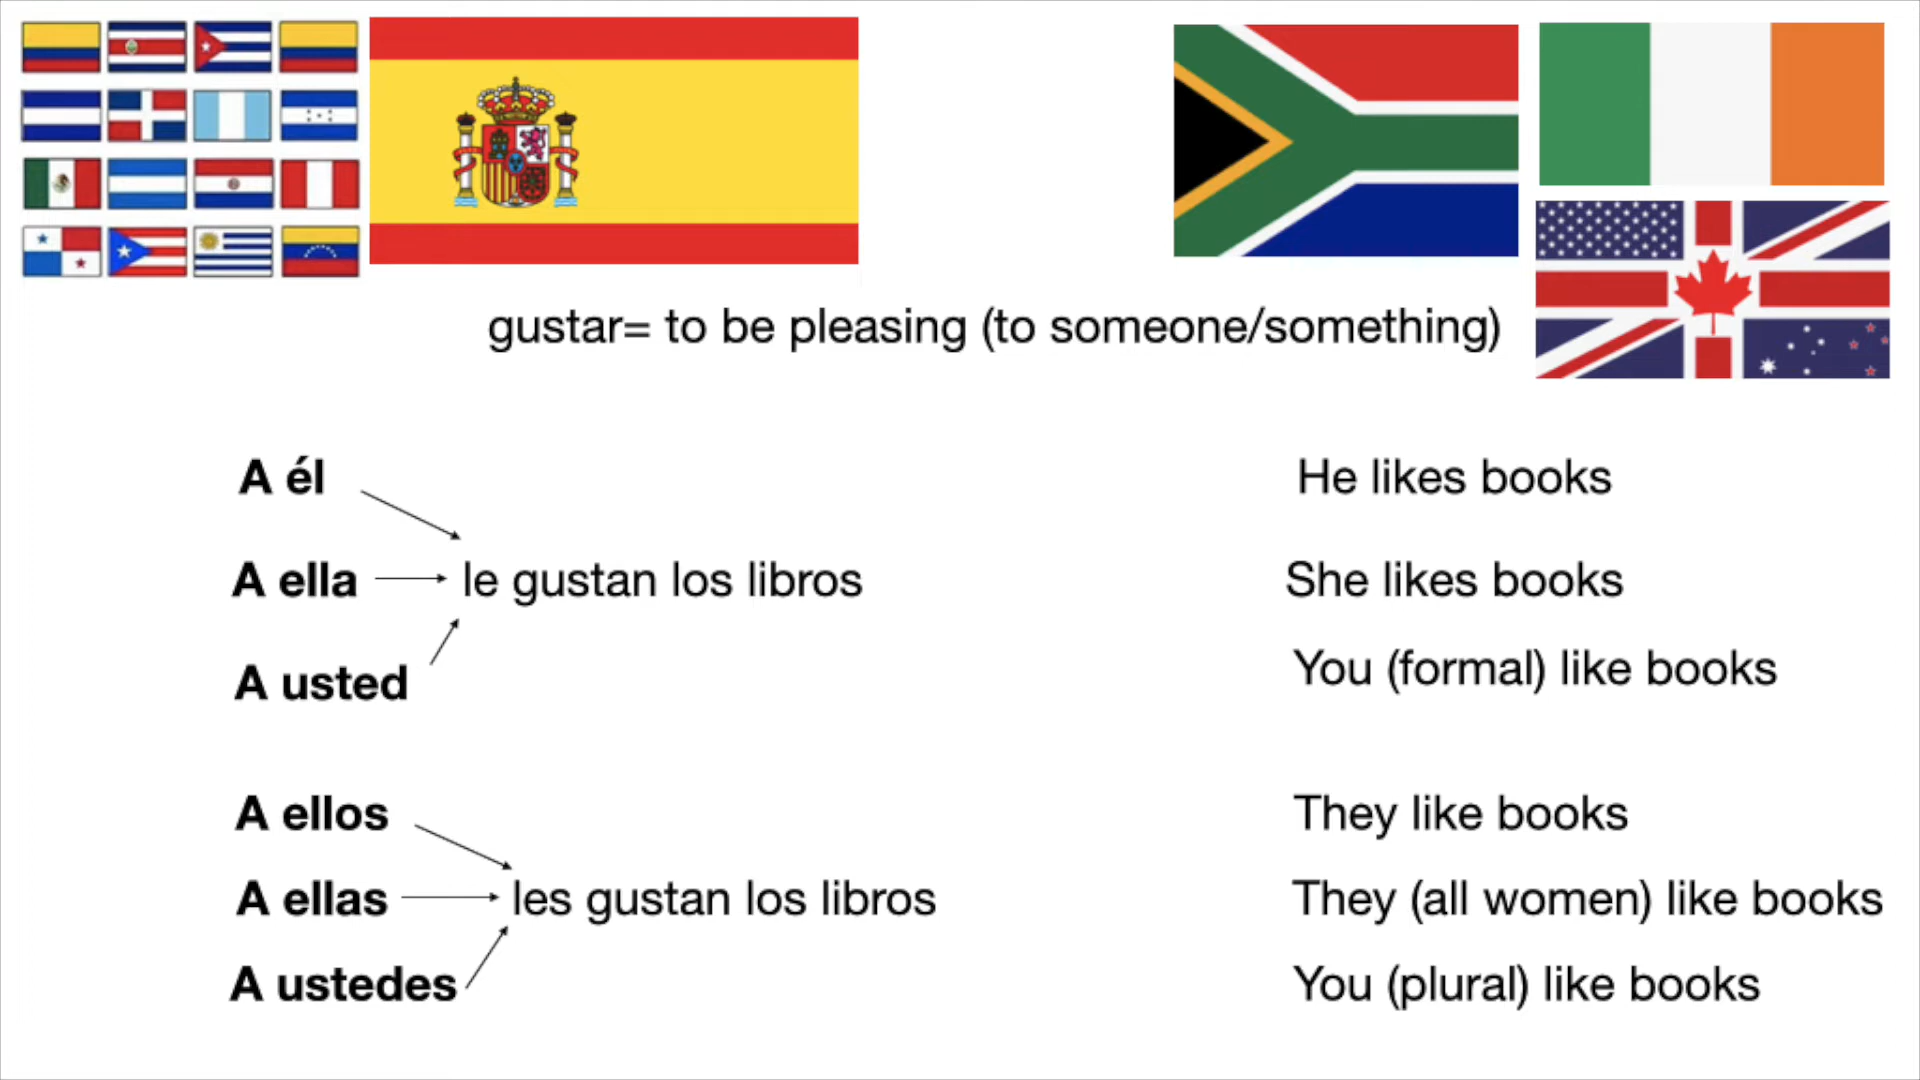 gustar= to be pleasing (to someone/something)
A él
He likes books
A ella
le gustan los libros
She likes books
A usted
You (formal) like books
A ellos
They like books
A ellas
les gustan los libros
They (all women) like books
A ustedes
You (plural) like books